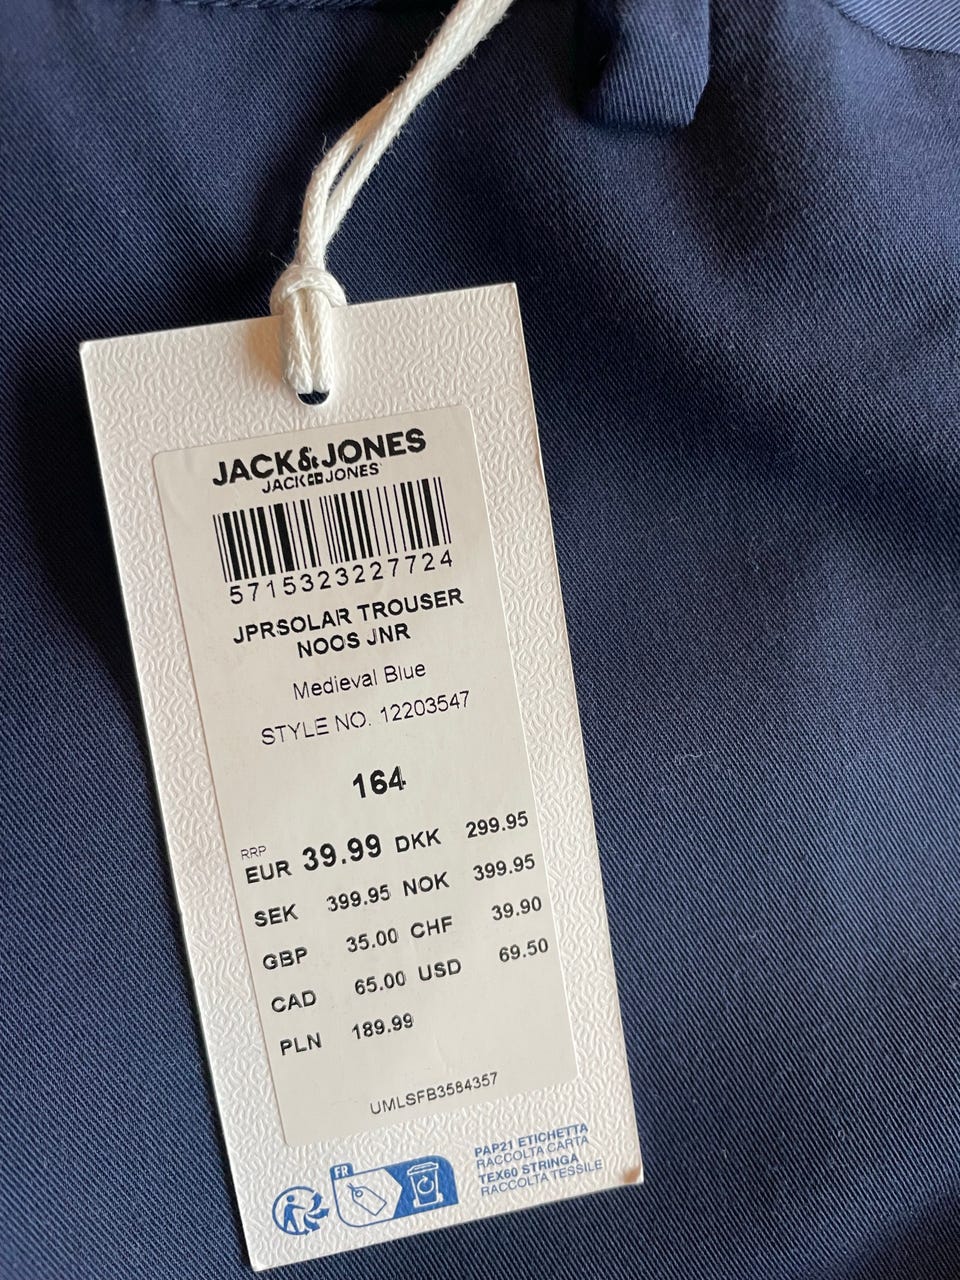 JACK&JONES
JACK&JONES
5715323227724
JPRSOLAR TROUSER
NOOS JNR
Medieval Blue
STYLE NO. 12203547
164
RRP
EUR 39.99 DKK 299.95
SEK 399.95 NOK 399.95
GBP 35.00 CHF 39.90
CAD 65.00 USD 69.50
PLN 189.99
UMLSFB3584357
FR
PAP21 ETICHETTA
RACCOLTA CARTA
TEX60 STRINGA
RACCOLTA TESSILE